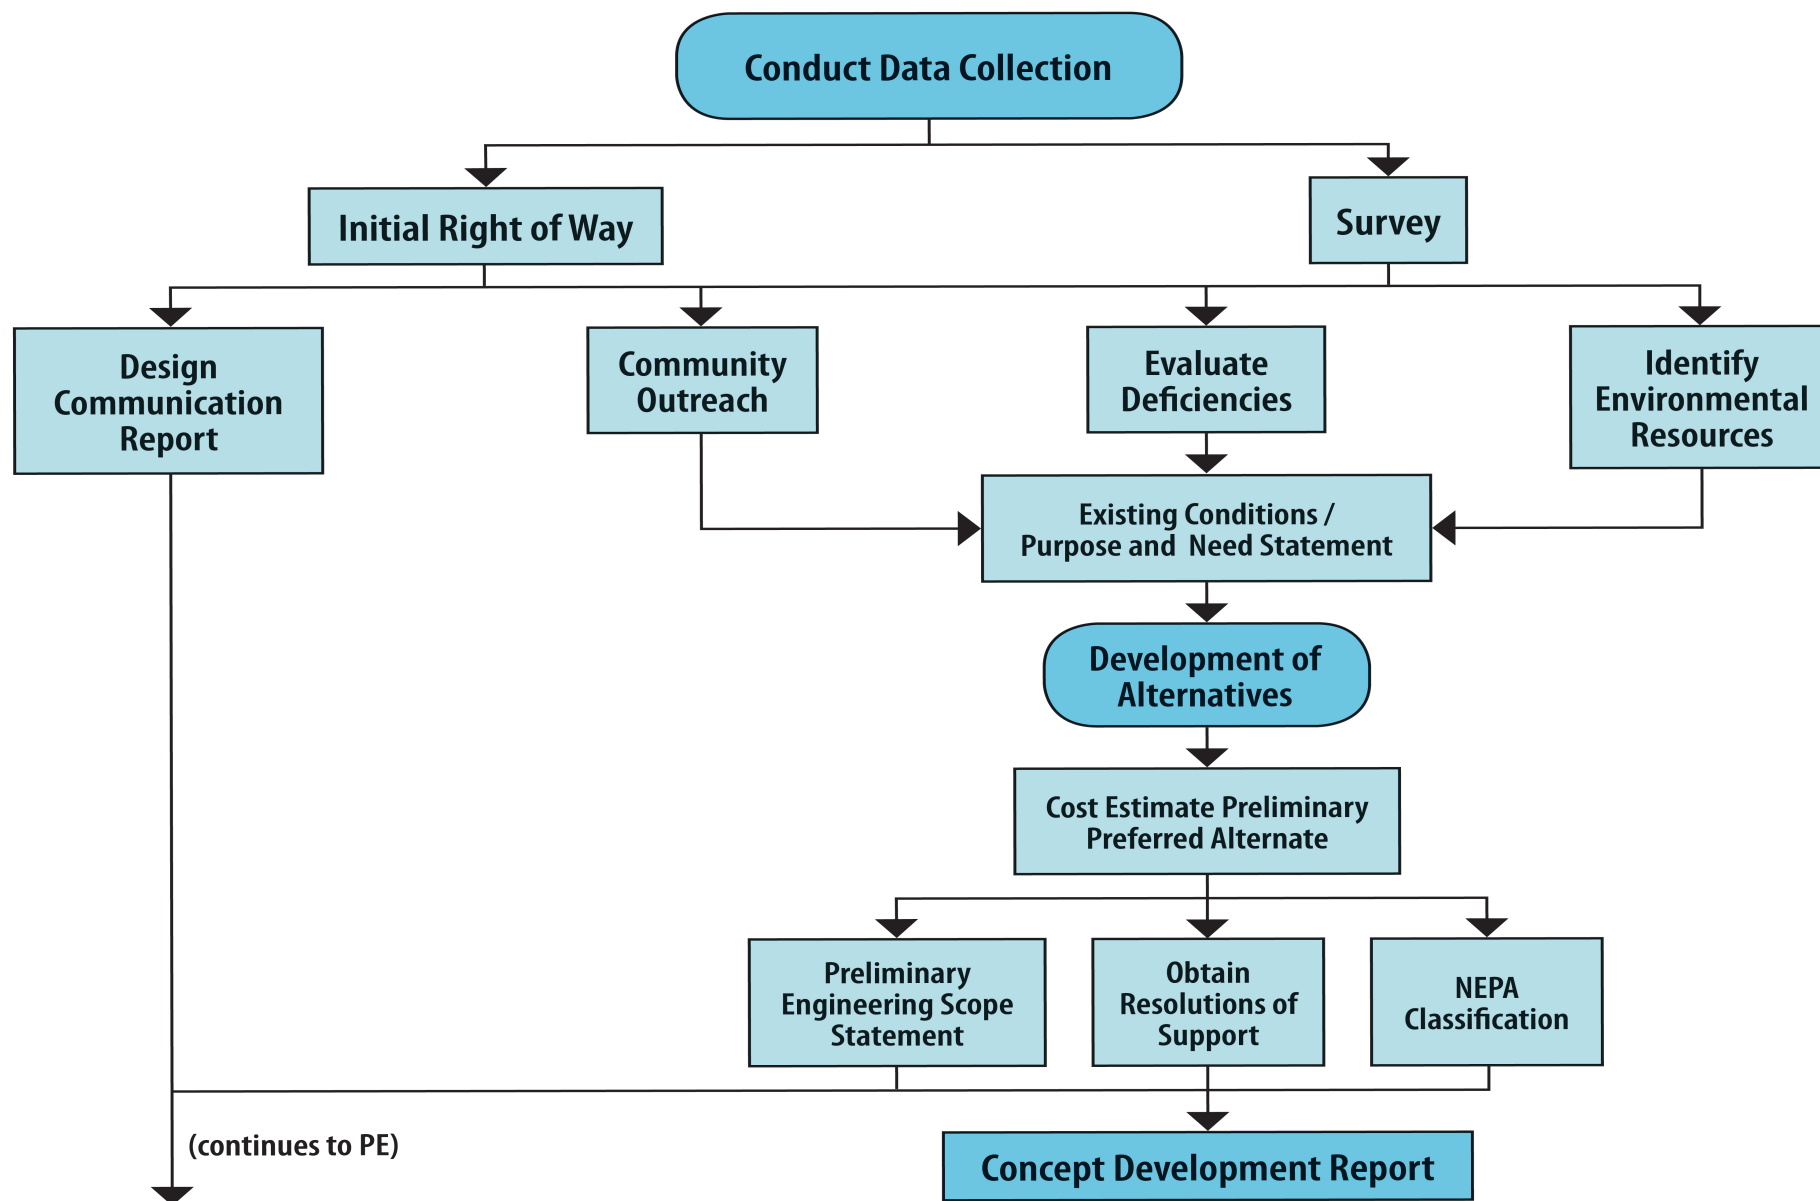 Conduct Data Collection
Initial Right of Way
Survey
Design
Communication
Report
Community
Outreach
Evaluate
Deficiencies
Identify
Environmental
Resources
Existing Conditions /
Purpose and Need Statement
Development of
Alternatives
Cost Estimate Preliminary
Preferred Alternate
Preliminary
Engineering Scope
Statement
Obtain
Resolutions of
Support
NEPA
Classification
(continues to PE)
Concept Development Report